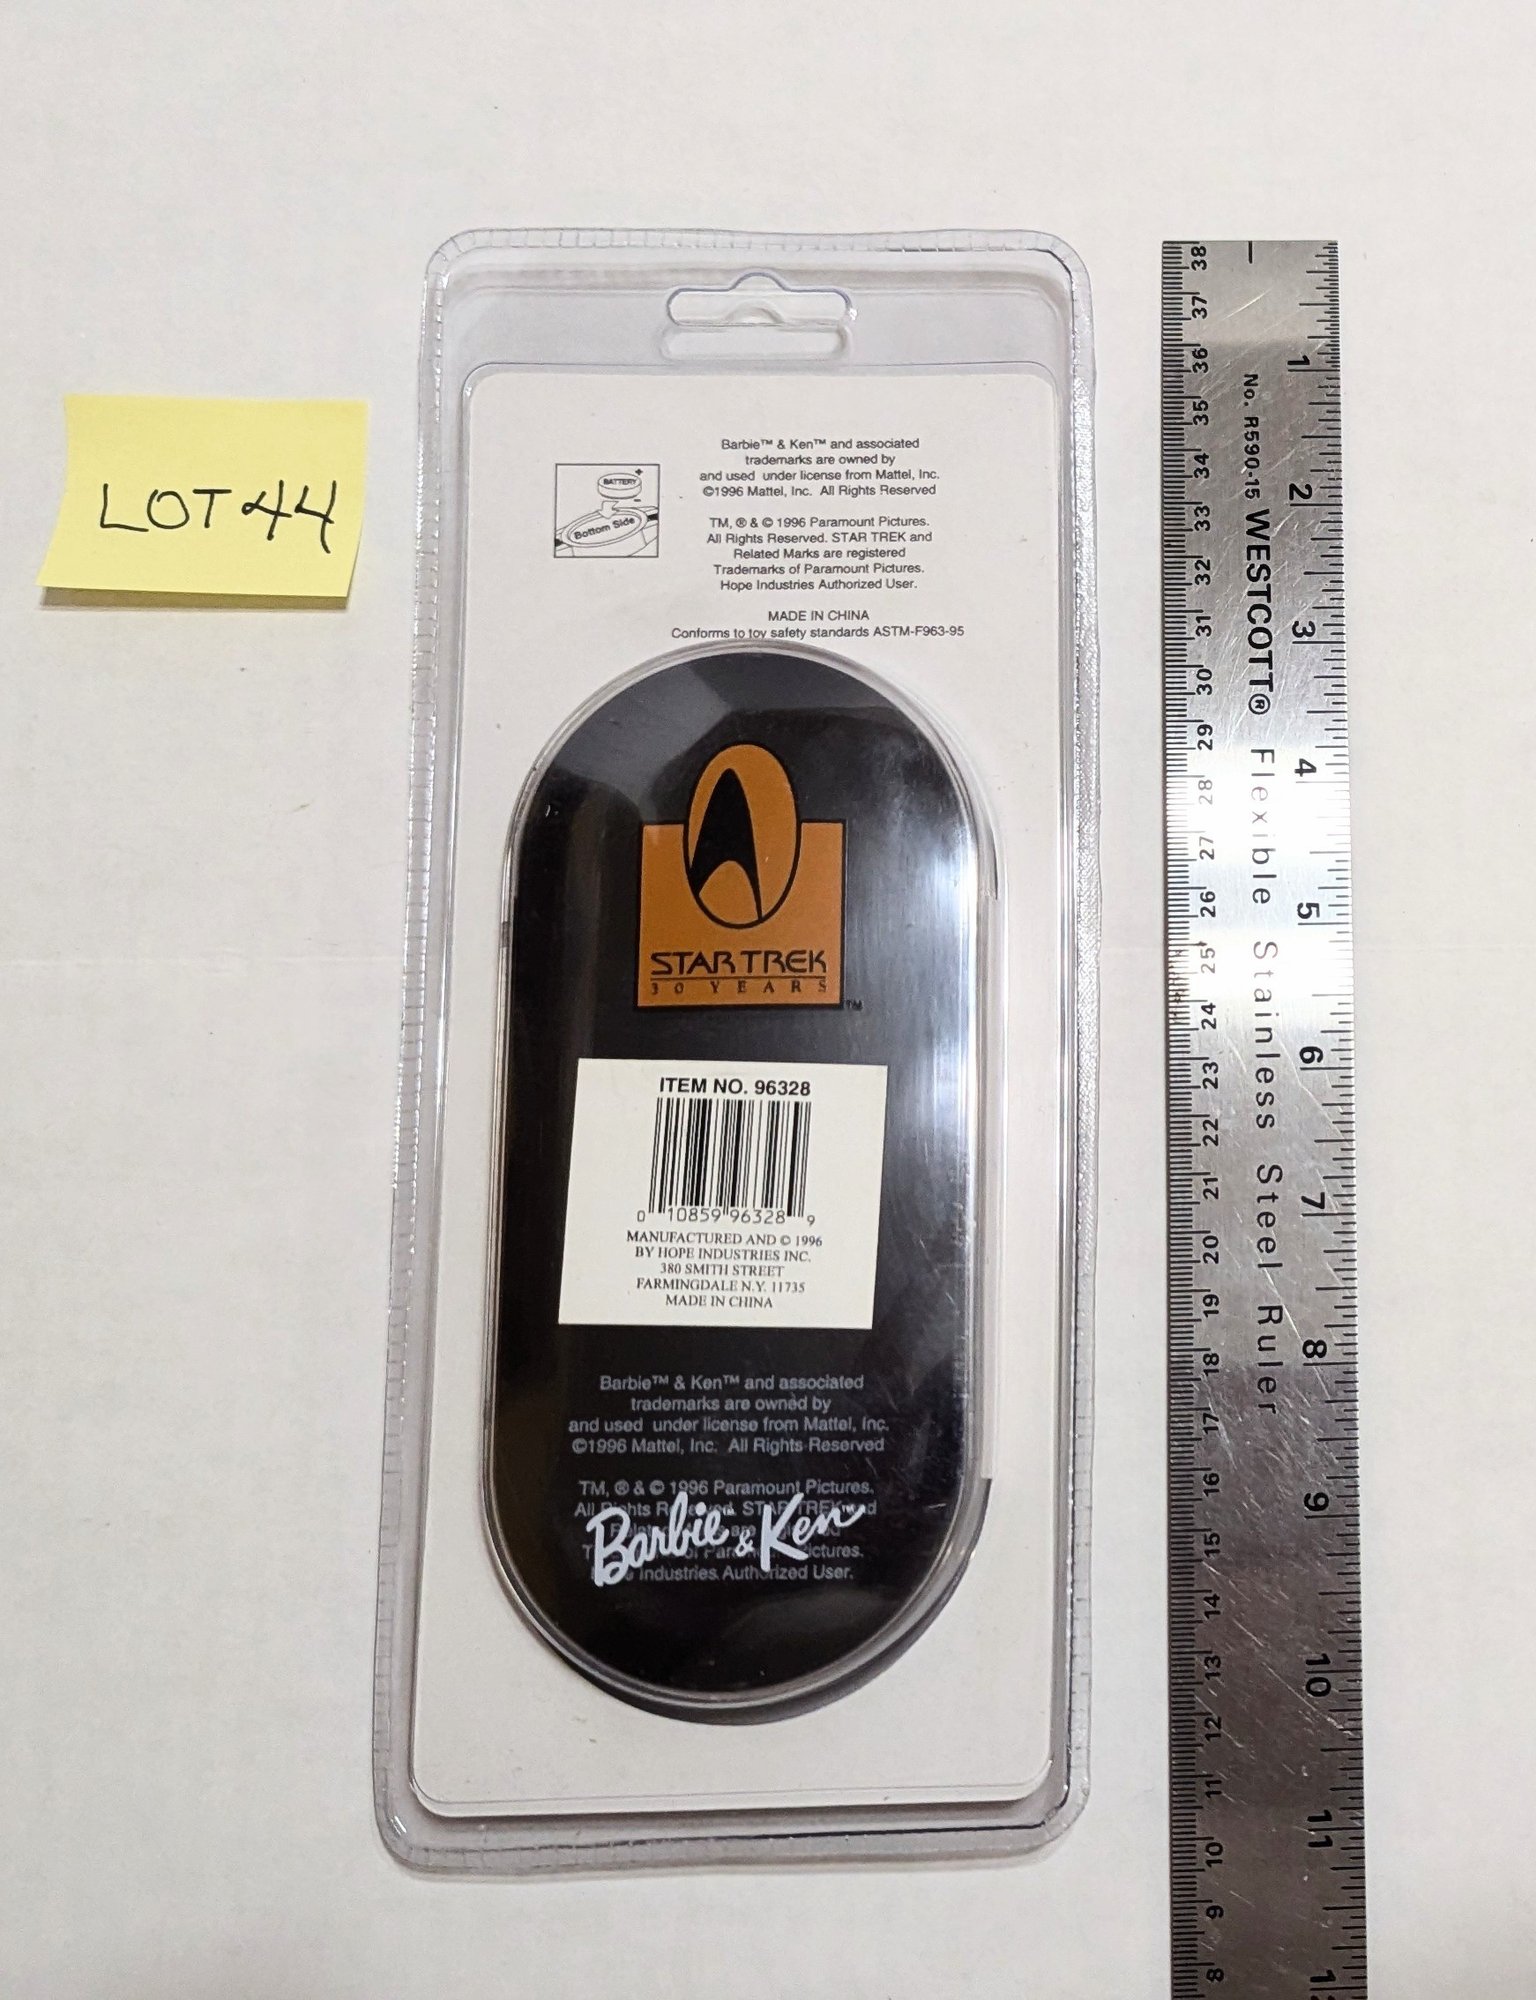 LOT 44
BATTERY
+
-
Bottom Side
Barbie™ & Ken™ and associated
trademarks are owned by
and used under license from Mattel, Inc.
©1996 Mattel, Inc. All Rights Reserved
TM, ® & © 1996 Paramount Pictures.
All Rights Reserved. STAR TREK and
Related Marks are registered
Trademarks of Paramount Pictures.
Hope Industries Authorized User.
MADE IN CHINA
Conforms to toy safety standards ASTM-F963-95
STAR TREK
30 YEARS™
ITEM NO. 96328
0 10859 96328 9
MANUFACTURED AND © 1996
BY HOPE INDUSTRIES INC.
380 SMITH STREET
FARMINGDALE N.Y. 11735
MADE IN CHINA
Barbie™ & Ken™ and associated
trademarks are owned by
and used under license from Mattel, Inc.
©1996 Mattel, Inc. All Rights Reserved
TM, ® & © 1996 Paramount Pictures.
All Rights STAR TREK
Pictures.
Industries Authorized User.
Barbie™ & Ken™
No. R590-15 WESTCOTT® Flexible Stainless Steel Ruler
1 2 3 4 5 6 7 8 9 10 11
38 37 36 35 34 33 32 31 30 29 28 27 26 25 24 23 22 21 20 19 18 17 16 15 14 13 12 11 10 9 8